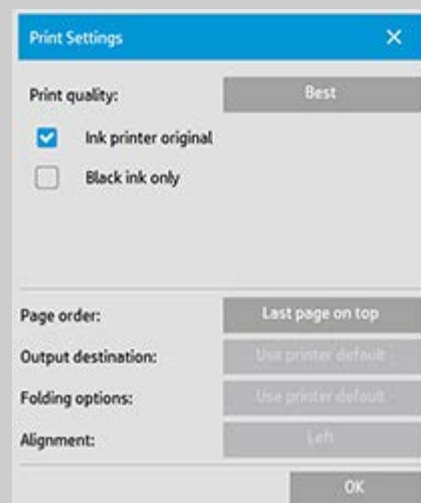 Print Settings
Print quality: Best
Ink printer original
Black ink only
Page order: Last page on top
Output destination: Use printer default
Folding options: Use printer default
Alignment: Left
OK